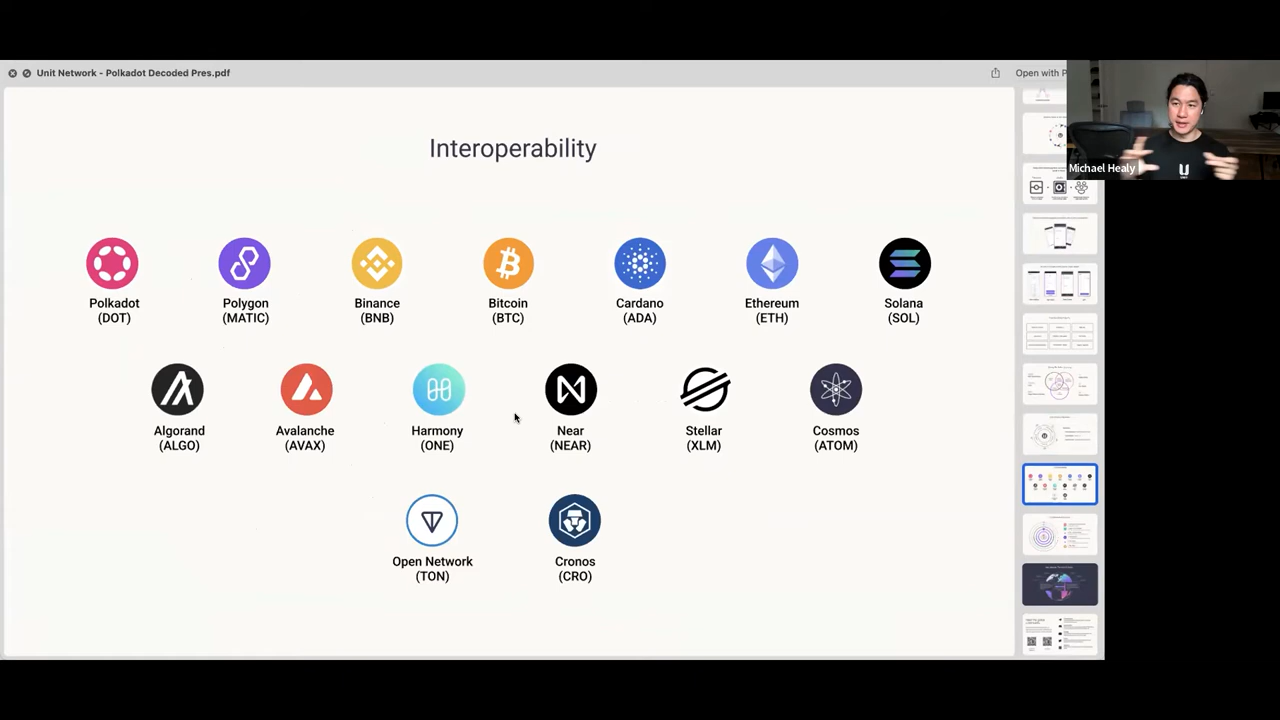 Unit Network - Polkadot Decoded Pres.pdf
Open with P
Michael Healy
Interoperability
Polkadot
(DOT)
Polygon
(MATIC)
Binance
(BNB)
Bitcoin
(BTC)
Cardano
(ADA)
Ethereum
(ETH)
Solana
(SOL)
Algorand
(ALGO)
Avalanche
(AVAX)
Harmony
(ONE)
Near
(NEAR)
Stellar
(XLM)
Cosmos
(ATOM)
Open Network
(TON)
Cronos
(CRO)